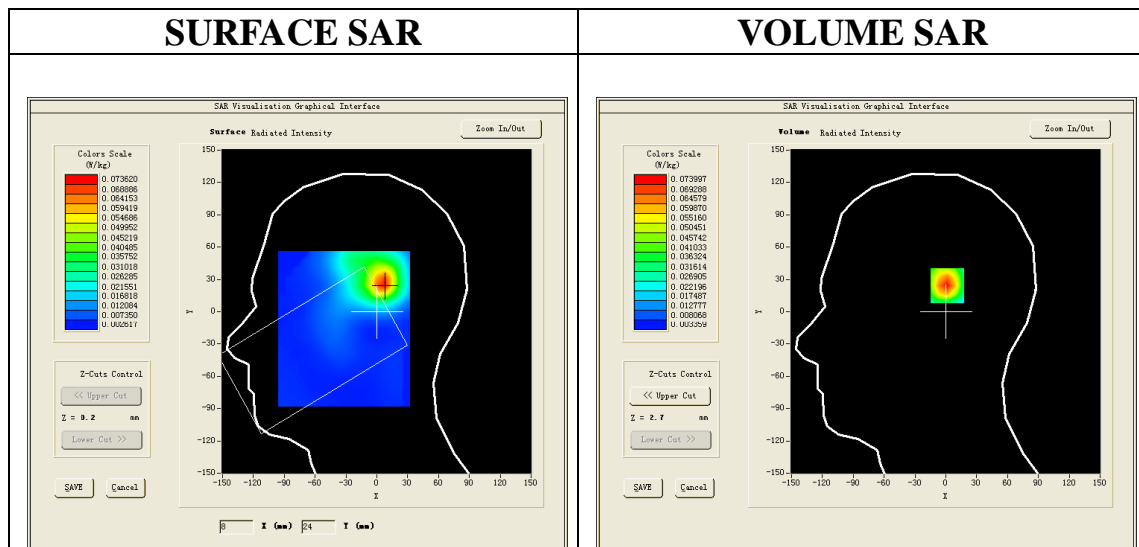 SURFACE SAR
SAR Visualisation Graphical Interface
Surface Radiated Intensity
Zoom In/Out
Colors Scale
(W/kg)
0.073620
0.068886
0.064153
0.059419
0.054686
0.049952
0.045219
0.040485
0.035752
0.031018
0.026285
0.021551
0.016818
0.012084
0.007350
0.002617
Z-Cuts Control
<< Upper Cut
Z = 0.2 mm
Lower Cut >>
SAVE Cancel
150
120
90
60
30
0
-30
-60
-90
-120
-150
Y
-150 -120 -90 -60 -30 0 30 60 90 120 150
X
8 X (mm) 24 Y (mm)
VOLUME SAR
SAR Visualisation Graphical Interface
Volume Radiated Intensity
Zoom In/Out
Colors Scale
(W/kg)
0.073997
0.069288
0.064579
0.059870
0.055160
0.050451
0.045742
0.041033
0.036324
0.031614
0.026905
0.022196
0.017487
0.012777
0.008068
0.003359
Z-Cuts Control
<< Upper Cut
Z = 2.7 mm
Lower Cut >>
SAVE Cancel
150
120
90
60
30
0
-30
-60
-90
-120
-150
Y
-150 -120 -90 -60 -30 0 30 60 90 120 150
X